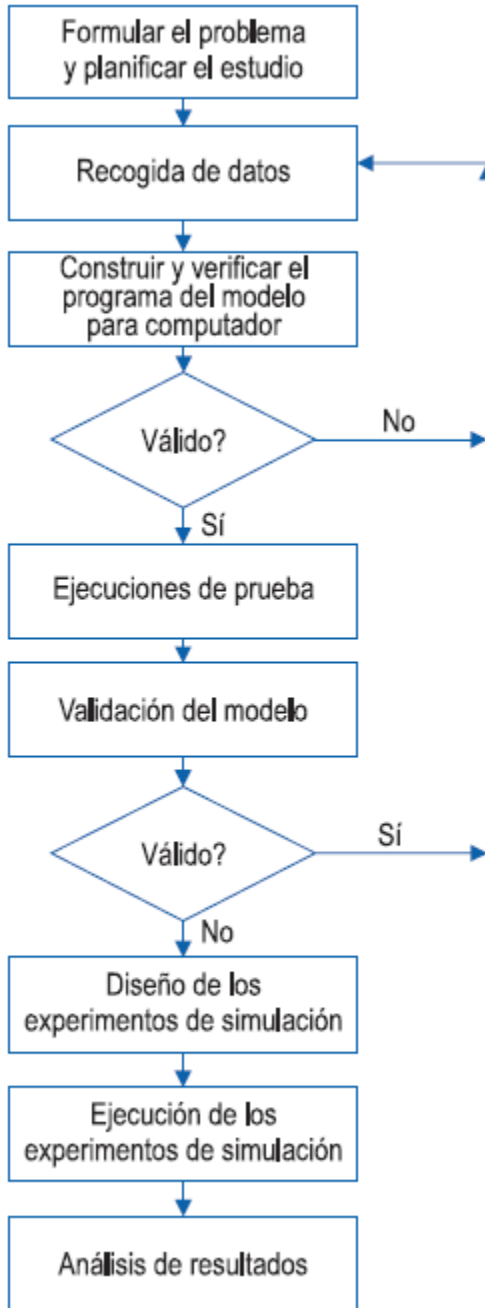 Formular el problema
y planificar el estudio
Recogida de datos
Construir y verificar el
programa del modelo
para computador
Válido?
No
Sí
Ejecuciones de prueba
Validación del modelo
Válido?
Sí
No
Diseño de los
experimentos de simulación
Ejecución de los
experimentos de simulación
Análisis de resultados